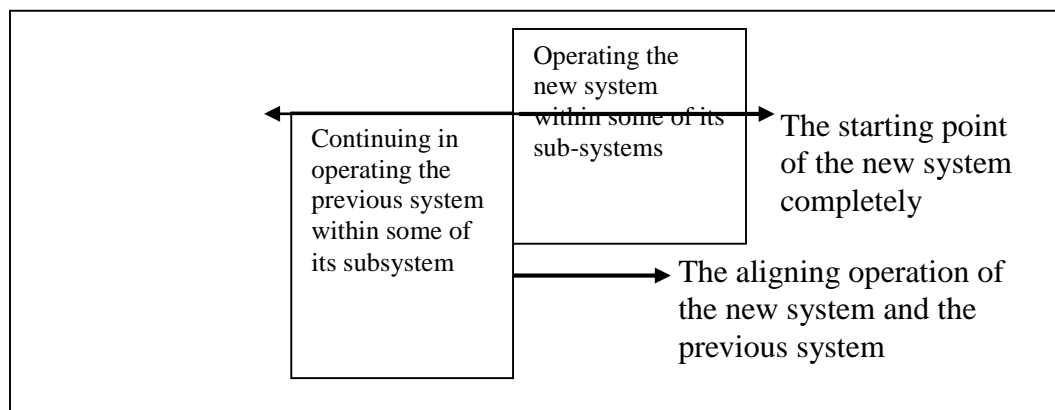 Operating the
new system
within some of its
sub-systems
The starting point
of the new system
completely
Continuing in
operating the
previous system
within some of
its subsystem
The aligning operation of
the new system and the
previous system